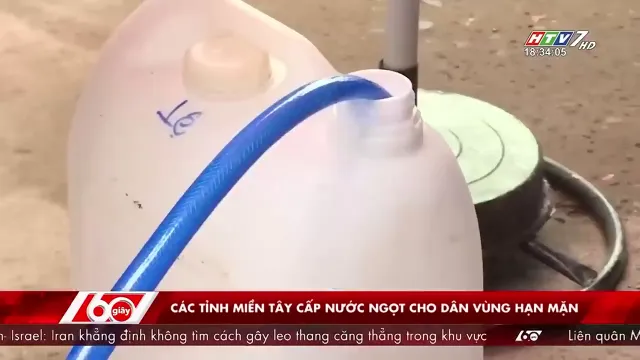 HTV7 HD
18:34:05
60 giây
CÁC TỈNH MIỀN TÂY CẤP NƯỚC NGỌT CHO DÂN VÙNG HẠN MẶN
Israel: Iran khẳng định không tìm cách gây leo thang căng thẳng trong khu vực
60
Liên quân M